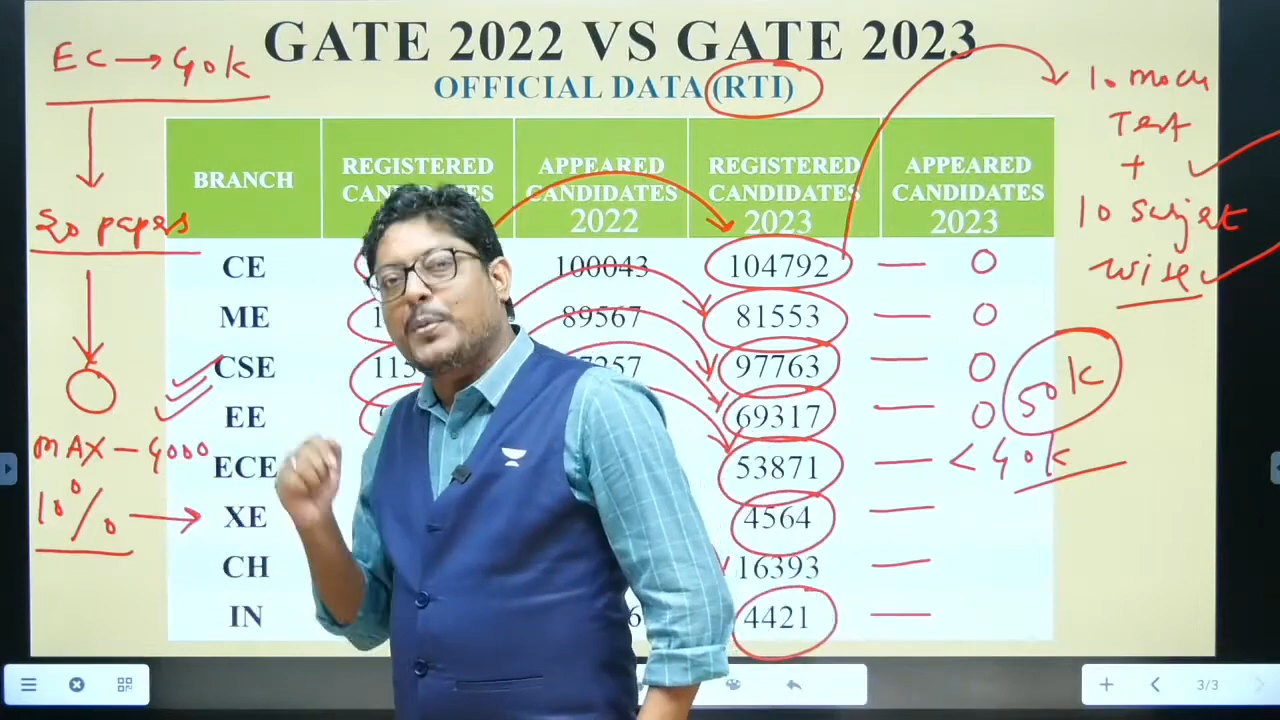 GATE 2022 VS GATE 2023
OFFICIAL DATA (RTI)
EC → 40K
20 papers
MAX - 4000
10%
1. mock
Test
+
10 Subject
wise
BRANCH REGISTERED CANDIDATES APPEARED CANDIDATES 2022 REGISTERED CANDIDATES 2023 APPEARED CANDIDATES 2023
CE 100043 104792 — 0
ME 89567 81553 — 0
CSE 97763 — 0
EE 69317 — 0
50K
ECE 53871 — < 40K
XE 4564 —
CH 16393 —
IN 4421 —
3/3